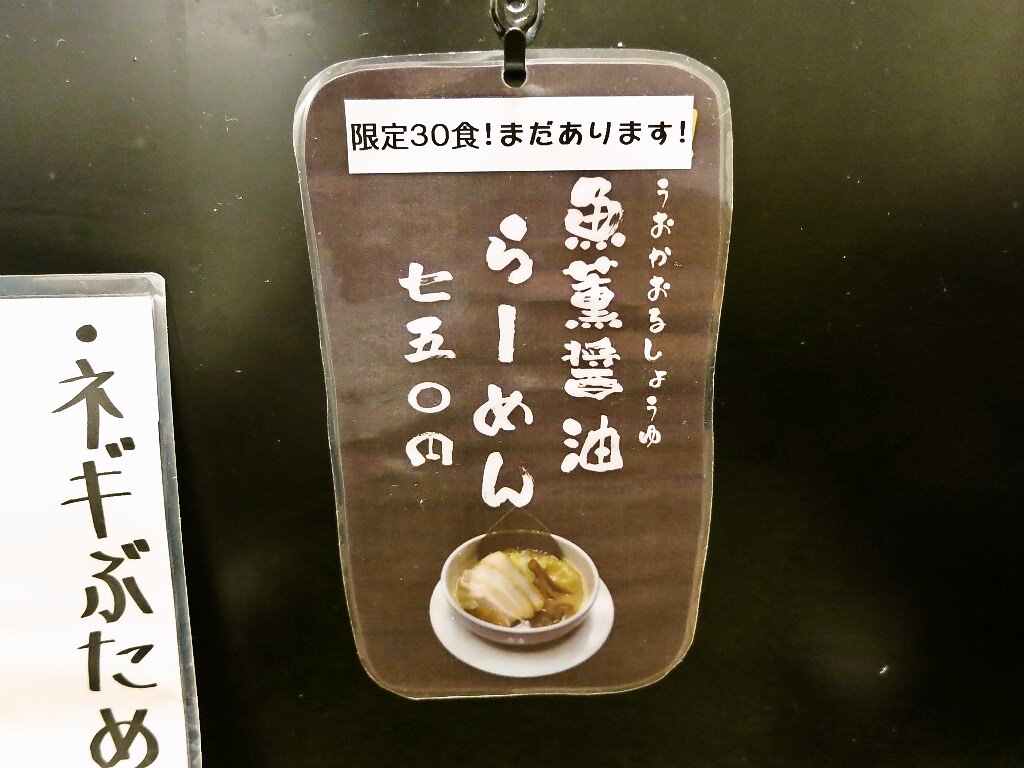 限定30食!まだあります!
うおかおるしょうゆ
魚薫醤油
らーめん
七五〇円
・ネギぶため